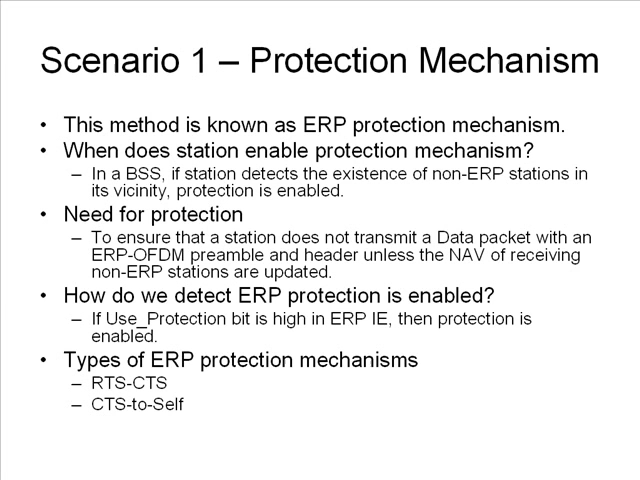 Scenario 1 – Protection Mechanism
• This method is known as ERP protection mechanism.
• When does station enable protection mechanism?
– In a BSS, if station detects the existence of non-ERP stations in
its vicinity, protection is enabled.
• Need for protection
– To ensure that a station does not transmit a Data packet with an
ERP-OFDM preamble and header unless the NAV of receiving
non-ERP stations are updated.
• How do we detect ERP protection is enabled?
– If Use_Protection bit is high in ERP IE, then protection is
enabled.
• Types of ERP protection mechanisms
– RTS-CTS
– CTS-to-Self